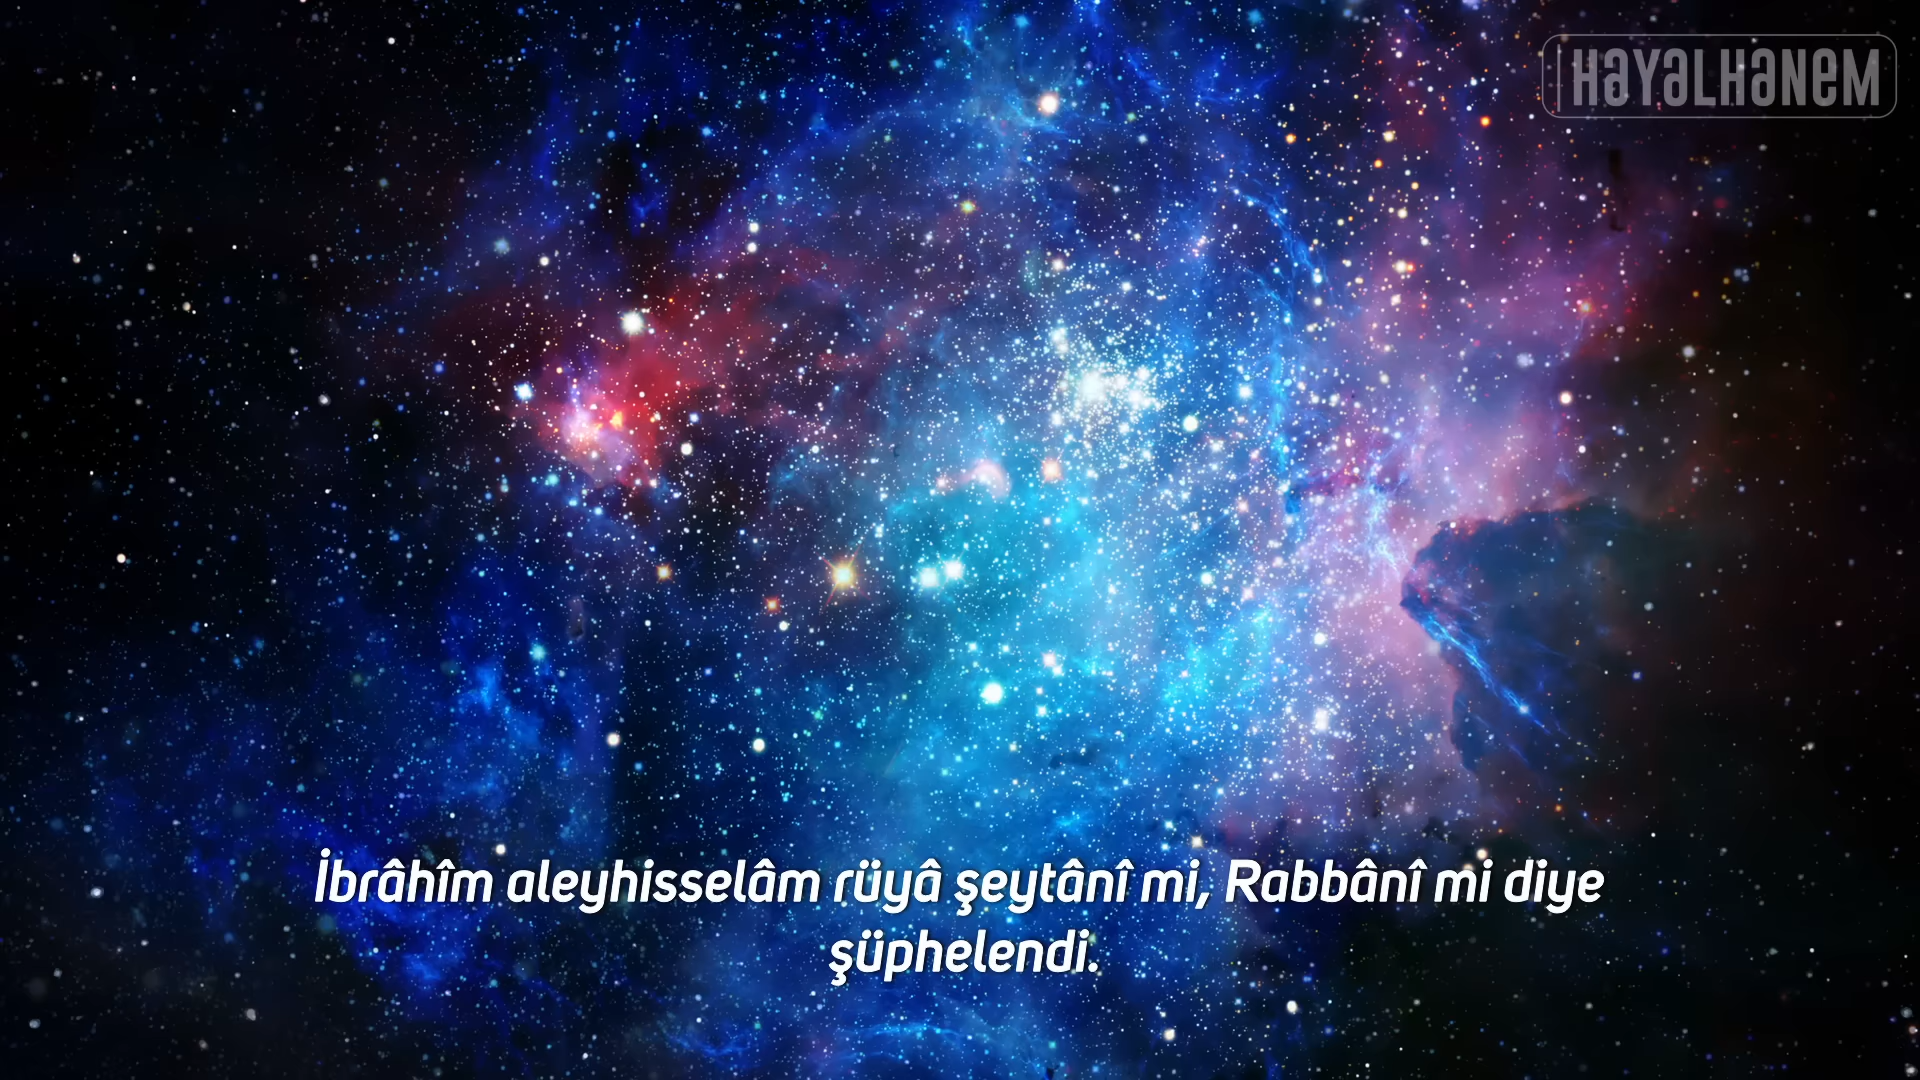 HAYALHANEM
İbrâhîm aleyhisselâm rüyâ şeytânî mi, Rabbânî mi diye
şüphelendi.